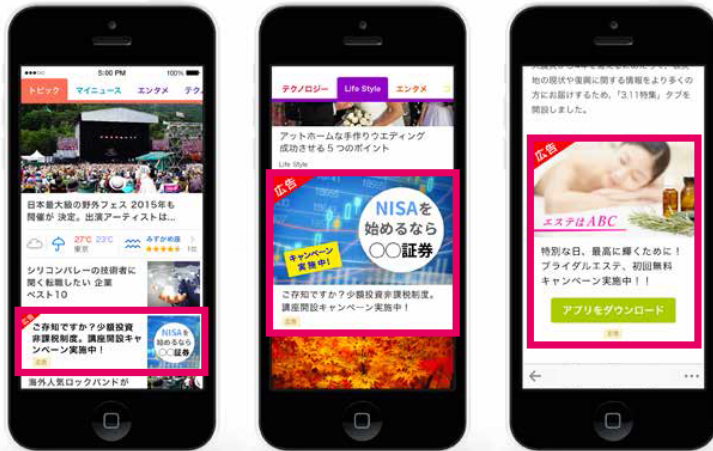 5:00 PM
100%
トピック
マイニュース
エンタメ
テク
日本最大級の野外フェス 2015年も
開催が 決定。出演アーティストは...
27℃ 23℃
東京
みずがめ座
1位
シリコンバレーの技術者に
聞く転職したい 企業
ベスト10
広告
ご存知ですか?少額投資
非課税制度。講座開設キャ
ンペーン実施中!
広告
NISAを
始めるなら
○○証券
海外人気ロックバンドが
テクノロジー
Life Style
エンタメ
アットホームな手作りウエディング
成功させる5つのポイント
Life Style
広告
NISAを
始めるなら
○○証券
キャンペーン
実施中!
ご存知ですか?少額投資非課税制度。
講座開設キャンペーン実施中!
広告
地の現状や復興に関する情報をより多くの
方にお届けするため、「3.11特集」タブを
開設しました。
広告
エステはABC
特別な日、最高に輝くために!
ブライダルエステ、初回無料
キャンペーン実施中!!
アプリをダウンロード
広告